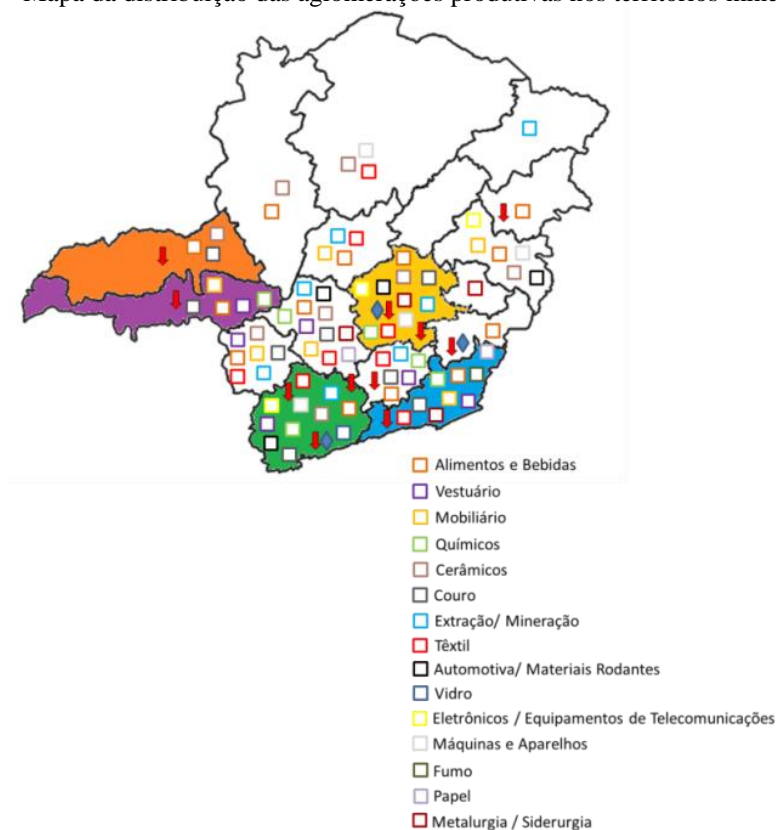 Mapa da distribuição das aglomerações produtivas nos territórios
Alimentos e Bebidas
Vestuário
Mobiliário
Químicos
Cerâmicos
Couro
Extração/ Mineração
Têxtil
Automotiva/ Materiais Rodantes
Vidro
Eletrônicos / Equipamentos de Telecomunicações
Máquinas e Aparelhos
Fumo
Papel
Metalurgia / Siderurgia